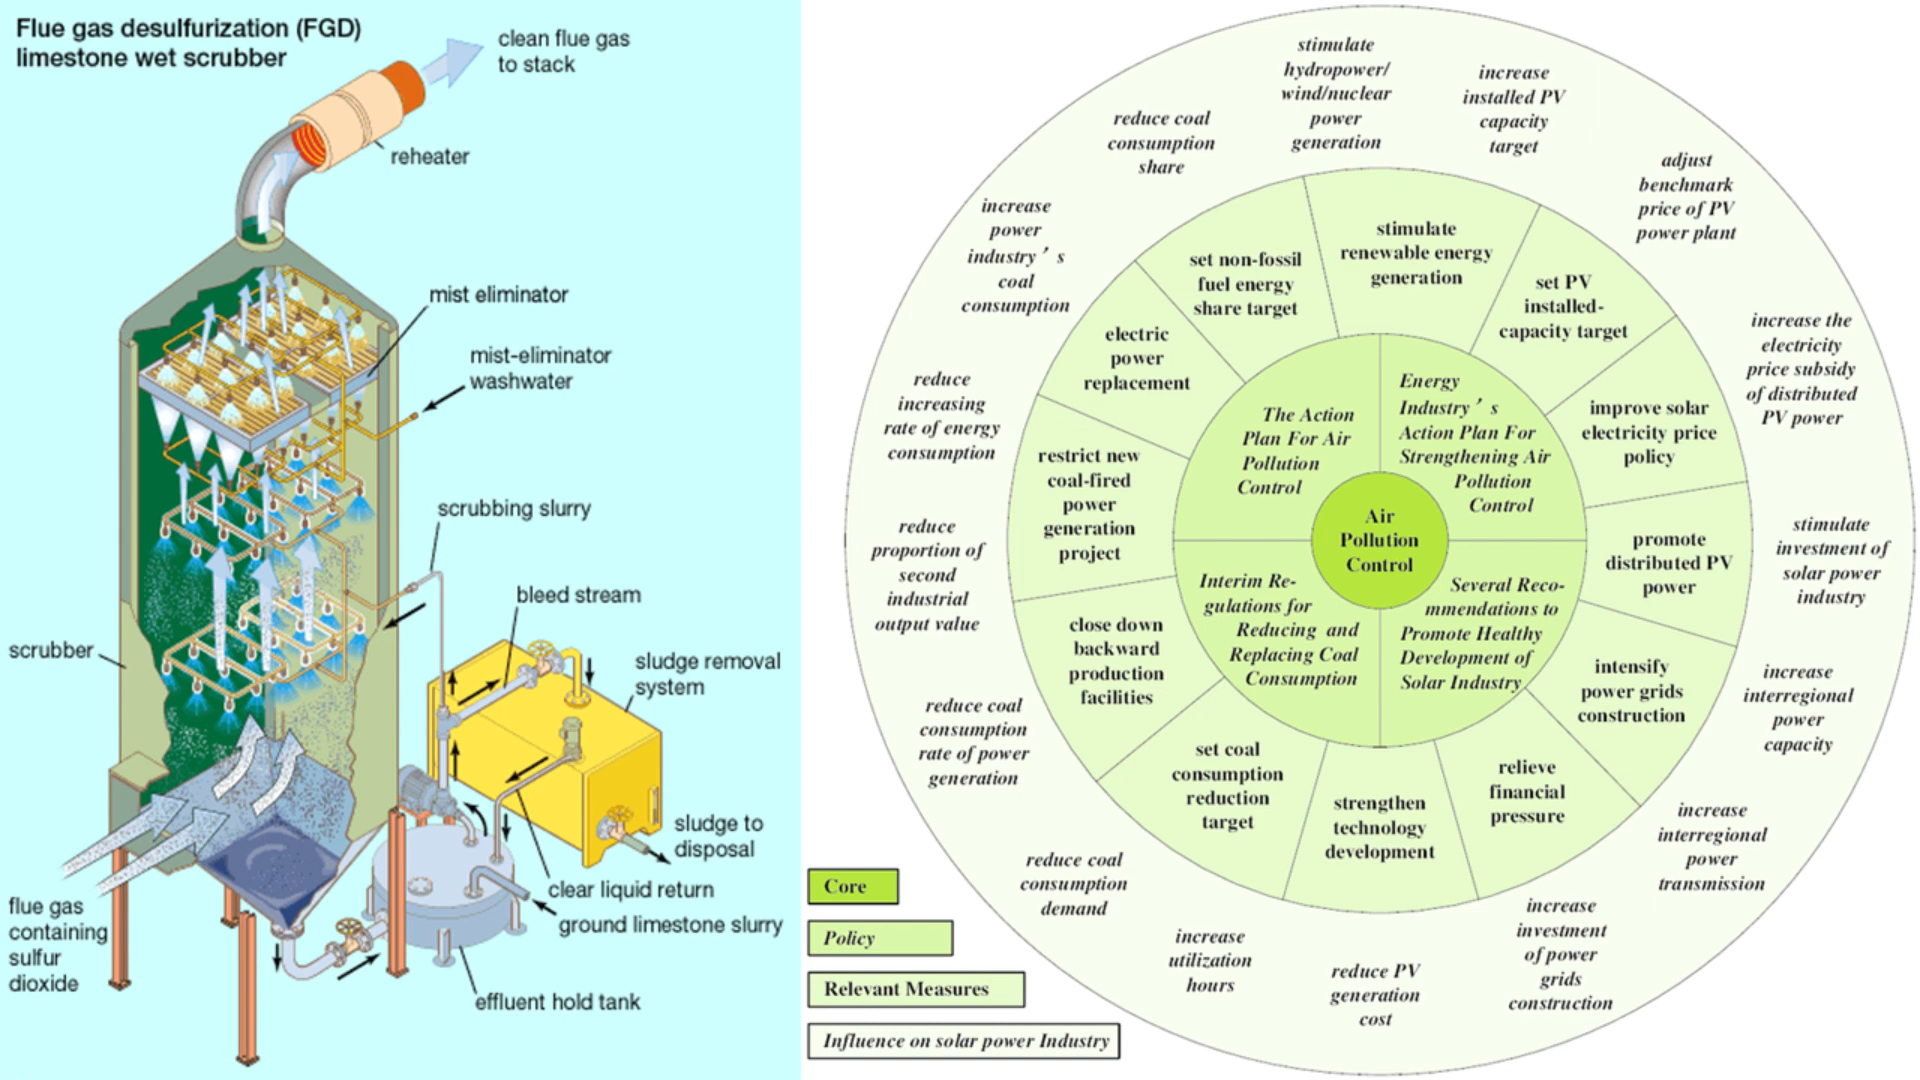 Flue gas desulfurization (FGD)
limestone wet scrubber
clean flue gas
to stack
reheater
mist eliminator
mist-eliminator
washwater
scrubbing slurry
bleed stream
scrubber
sludge removal
system
sludge to
disposal
clear liquid return
ground limestone slurry
flue gas
containing
sulfur
dioxide
effluent hold tank
stimulate
hydropower/
wind/nuclear
power
generation
increase
installed PV
capacity
target
adjust
benchmark
price of PV
power plant
increase the
electricity
price subsidy
of distributed
PV power
stimulate
investment of
solar power
industry
increase
interregional
power
capacity
increase
interregional
power
transmission
increase
investment
of power
grids
construction
reduce PV
generation
cost
increase
utilization
hours
reduce coal
consumption
demand
reduce coal
consumption
rate of power
generation
reduce
proportion of
second
industrial
output value
reduce
increasing
rate of energy
consumption
increase
power
industry’s
coal
consumption
reduce coal
consumption
share
stimulate
renewable energy
generation
set PV
installed-
capacity target
improve solar
electricity price
policy
promote
distributed PV
power
intensify
power grids
construction
relieve
financial
pressure
strengthen
technology
development
set coal
consumption
reduction
target
close down
backward
production
facilities
restrict new
coal-fired
power
generation
project
electric
power
replacement
set non-fossil
fuel energy
share target
The Action
Plan For Air
Pollution
Control
Energy
Industry’s
Action Plan For
Strengthening Air
Pollution
Control
Interim Re-
gulations for
Reducing and
Replacing Coal
Consumption
Several Reco-
mmendations to
Promote Healthy
Development of
Solar Industry
Air
Pollution
Control
Core
Policy
Relevant Measures
Influence on solar power Industry